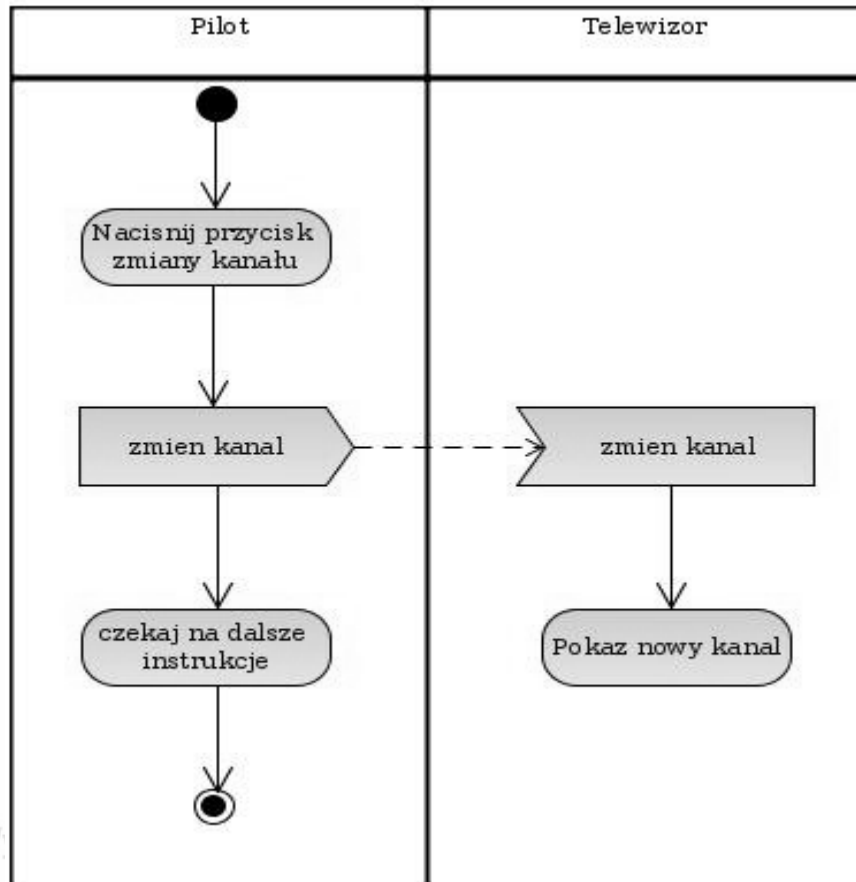 Pilot
Telewizor
Nacisnij przycisk
zmiany kanału
zmien kanal
zmien kanal
czekaj na dalsze
instrukcje
Pokaz nowy kanal